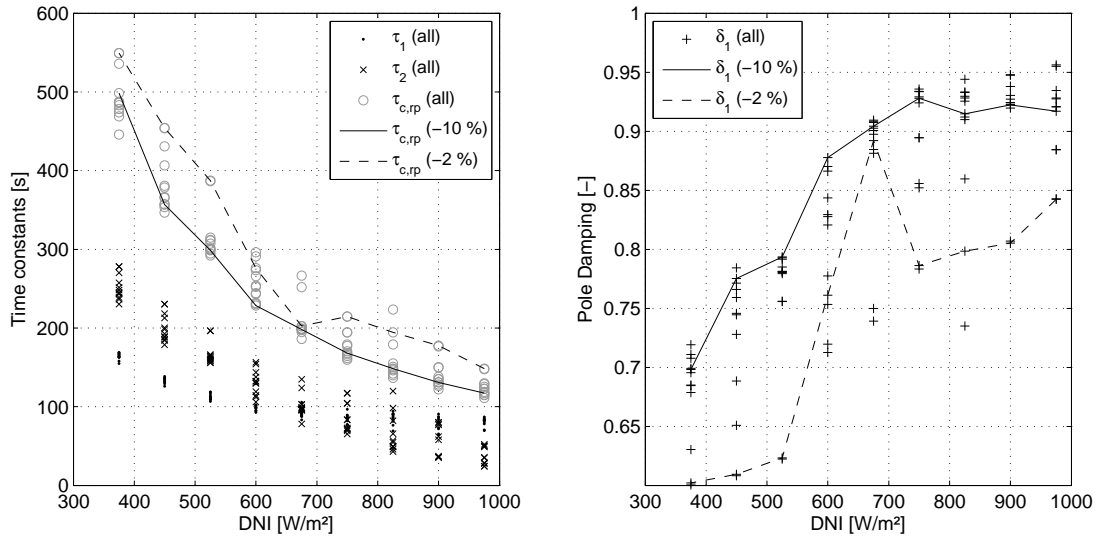 600
500
400
300
200
100
0
Time constants [s]
τ1 (all)
τ2 (all)
τc,rp (all)
τc,rp (−10 %)
τc,rp (−2 %)
300 400 500 600 700 800 900 1000
DNI [W/m²]
1
0.95
0.9
0.85
0.8
0.75
0.7
0.65
Pole Damping [−]
δ1 (all)
δ1 (−10 %)
δ1 (−2 %)
300 400 500 600 700 800 900 1000
DNI [W/m²]